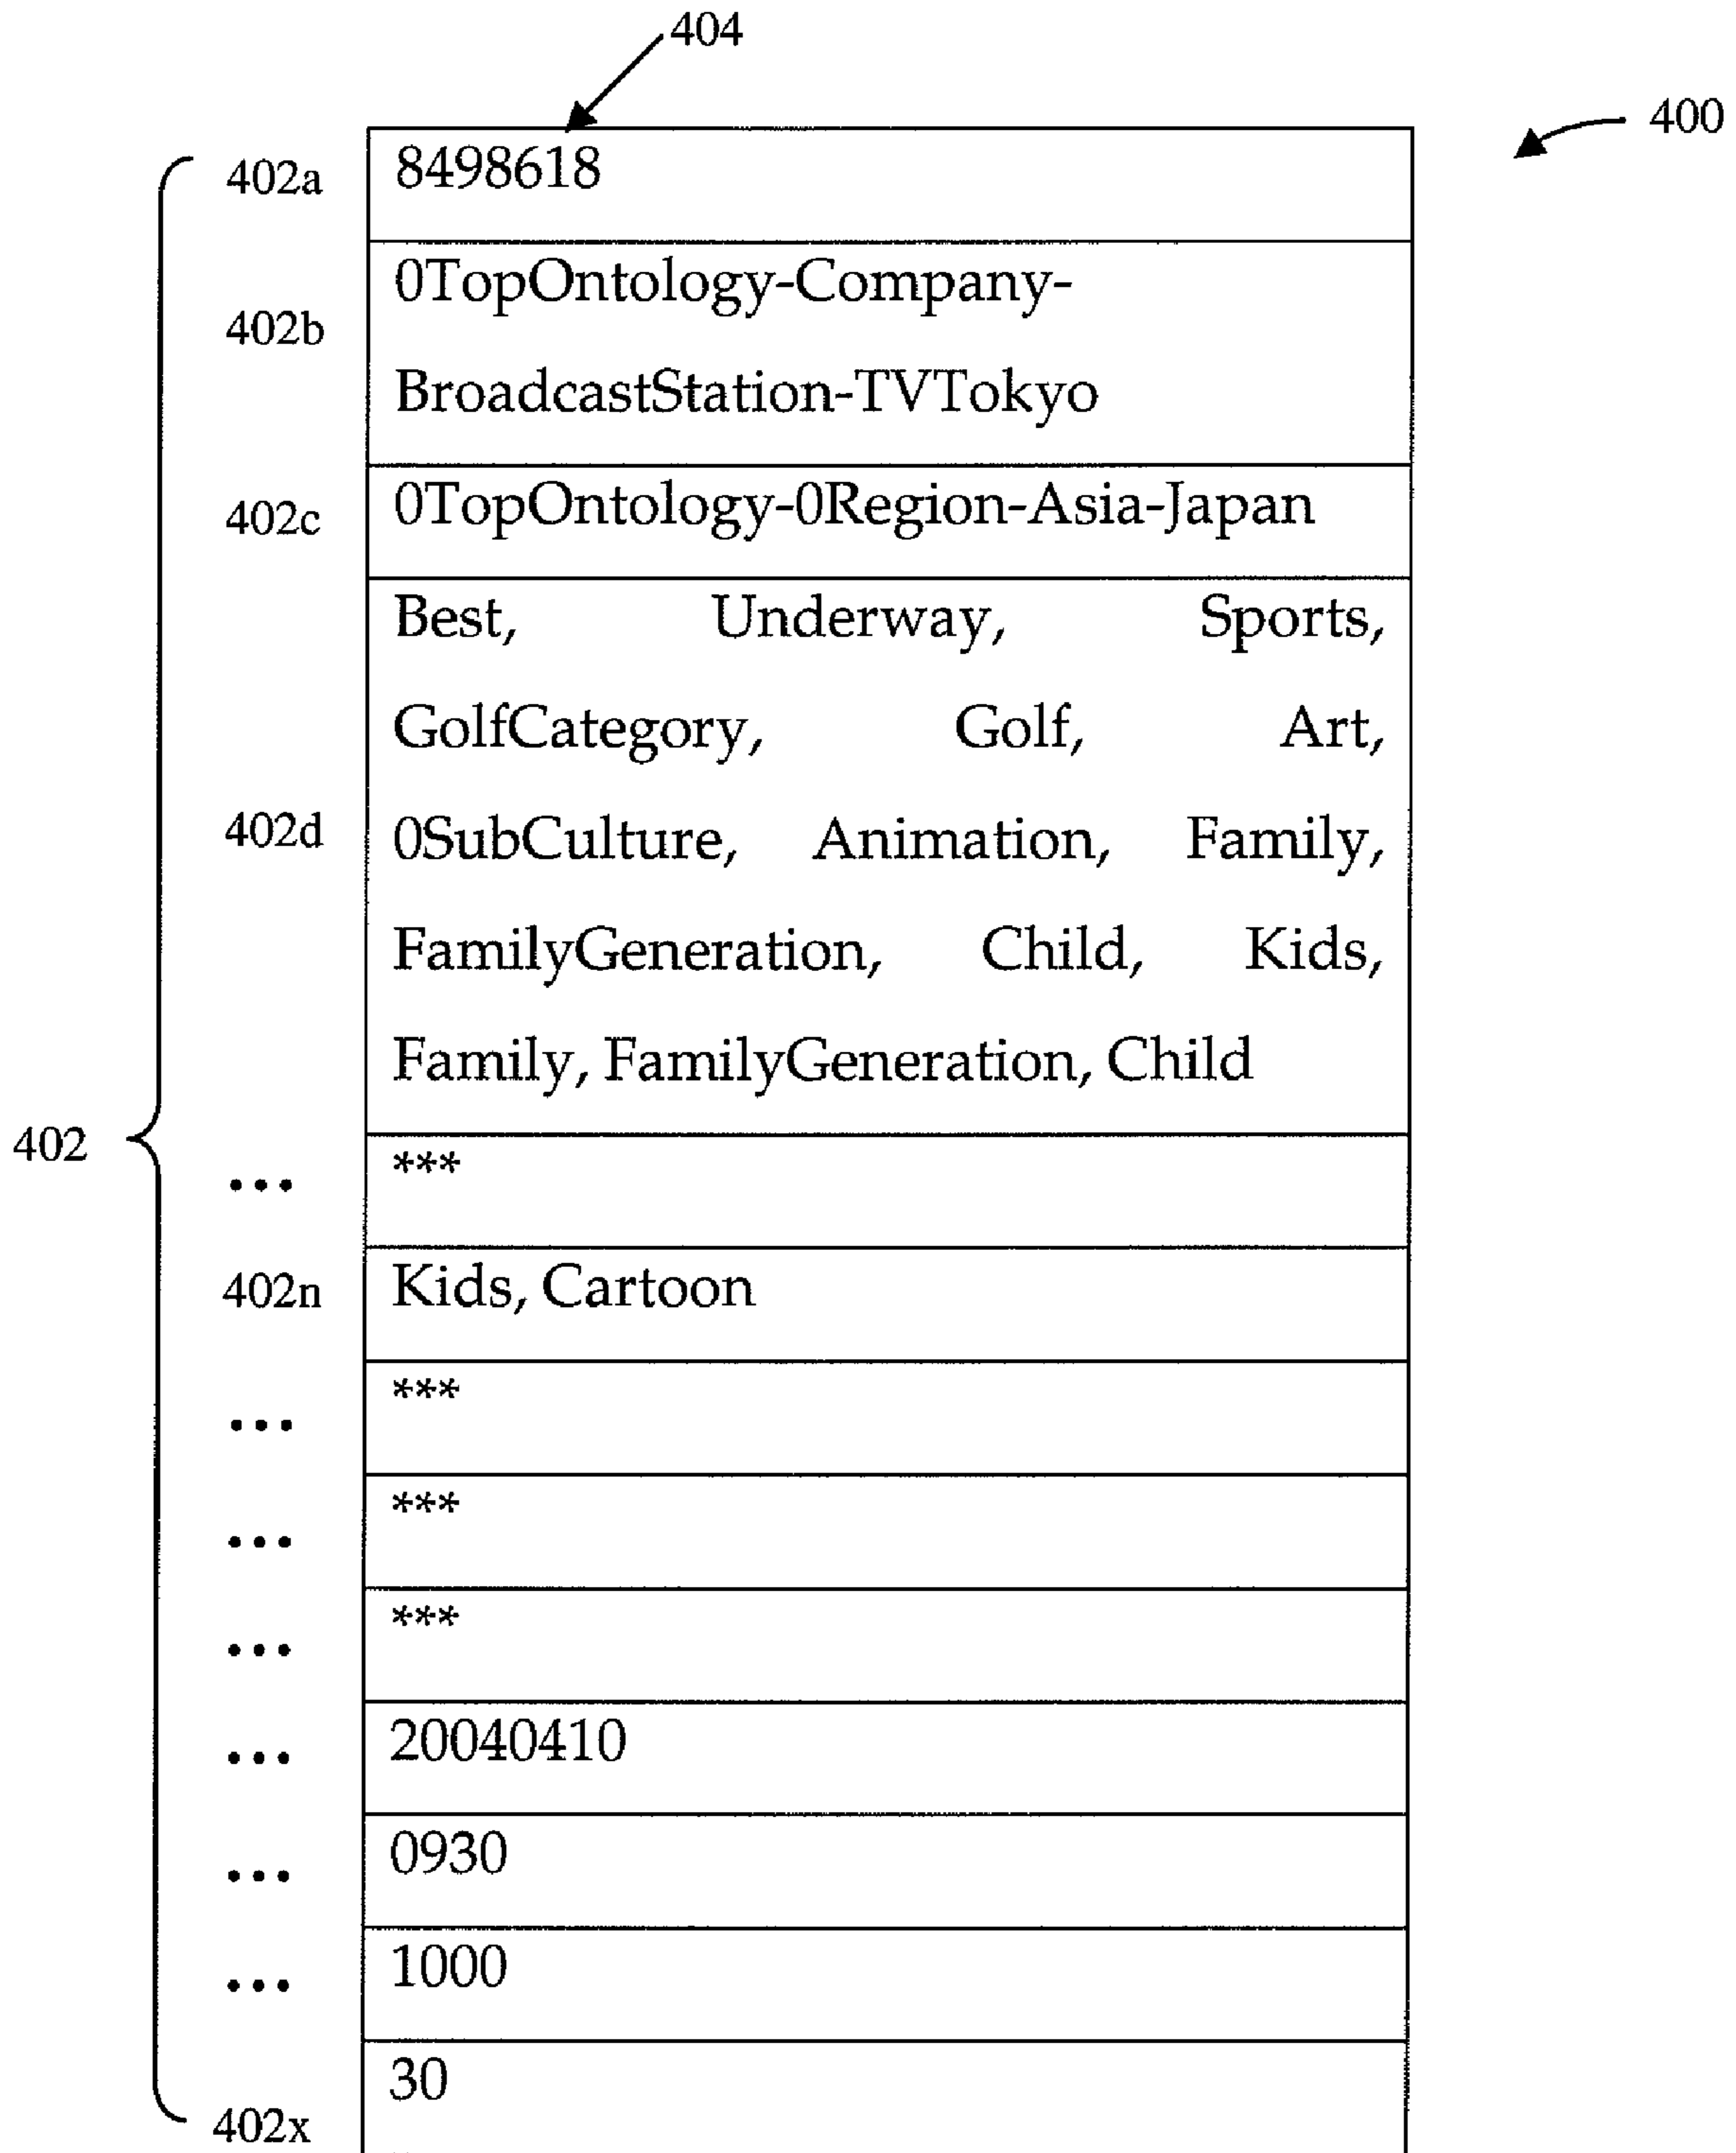 404
400
402a 8498618
0TopOntology-Company-
402b
BroadcastStation-TVTokyo
402c 0TopOntology-0Region-Asia-Japan
Best, Underway, Sports,
GolfCategory, Golf, Art,
402d 0SubCulture, Animation, Family,
FamilyGeneration, Child, Kids,
Family, FamilyGeneration, Child
402
... ***
402n Kids, Cartoon
... ***
... ***
... ***
... 20040410
... 0930
... 1000
30
402x